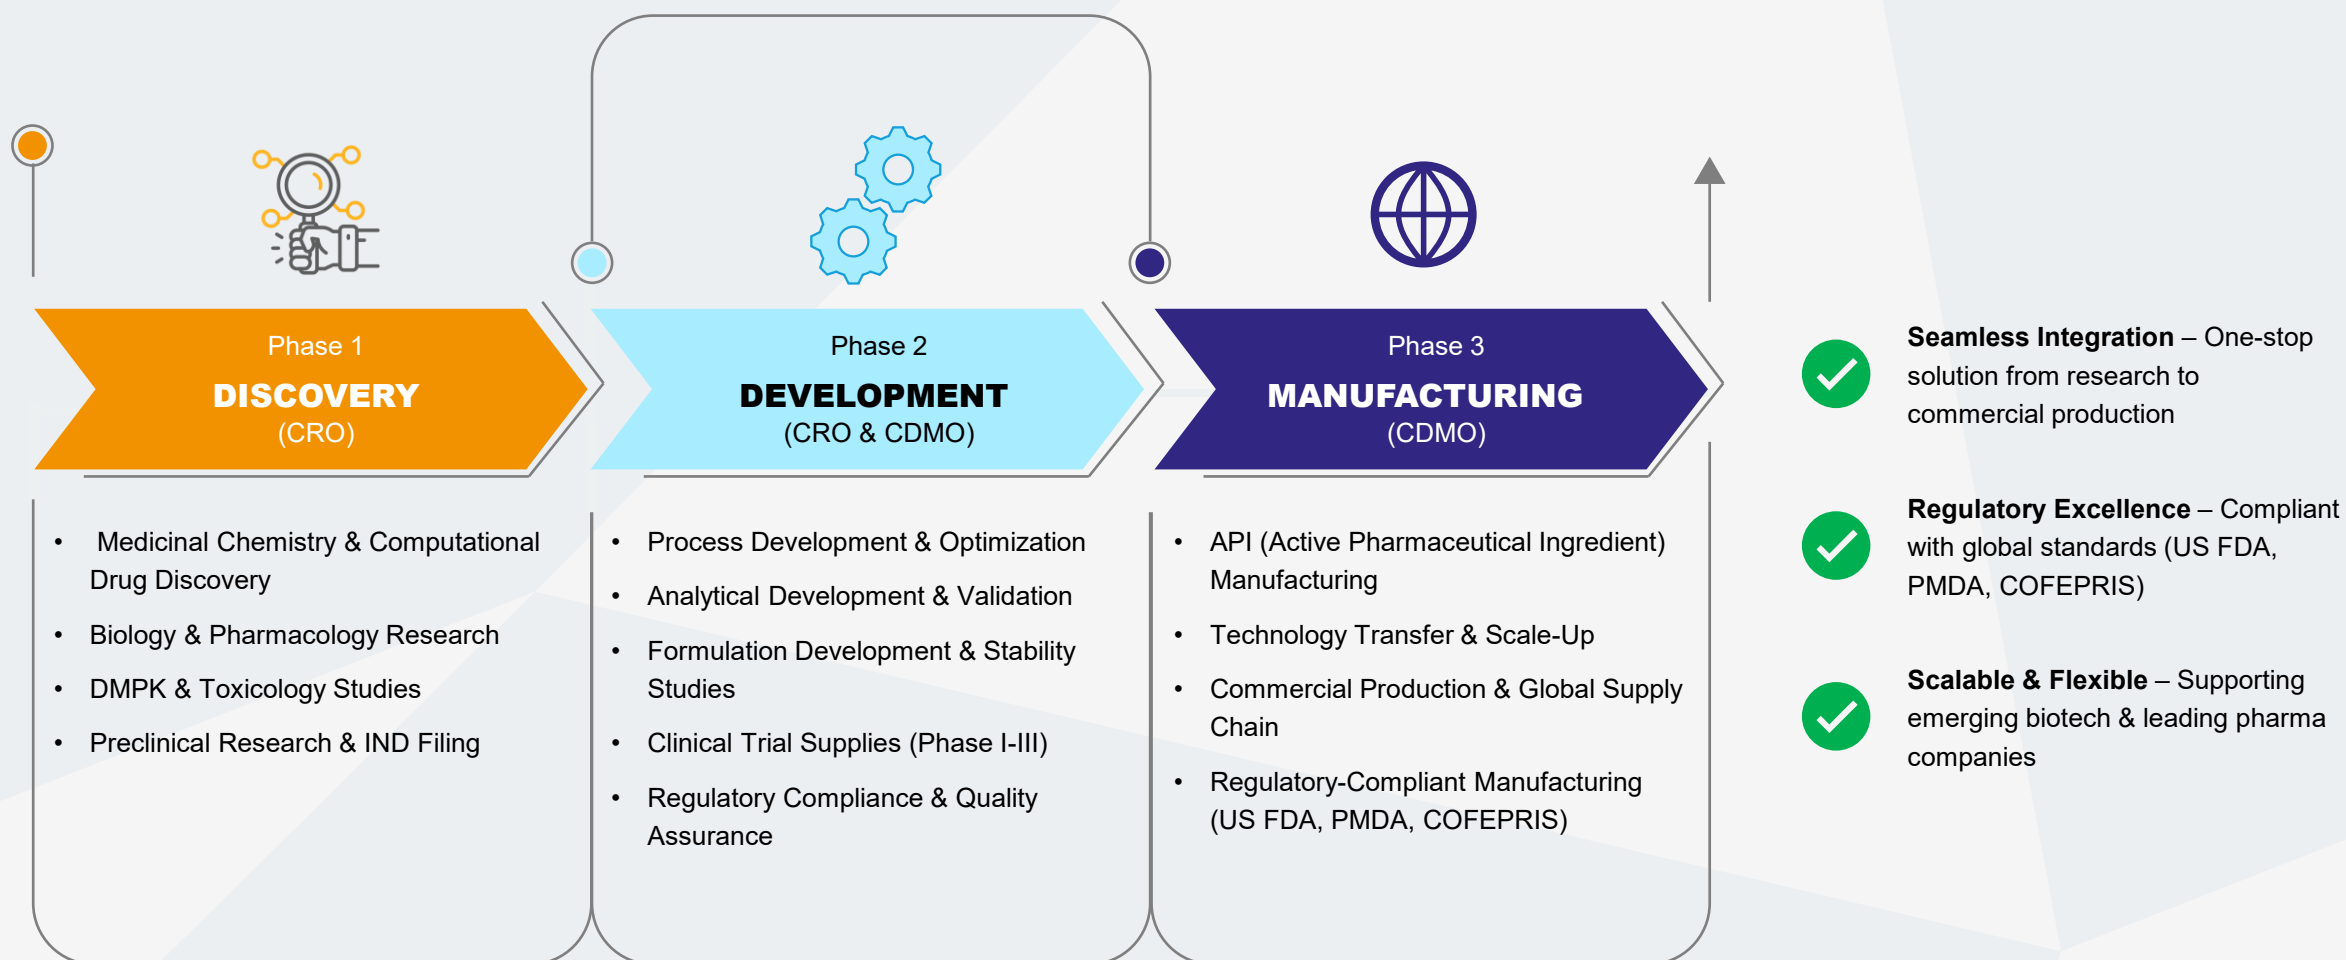 Phase 1
DISCOVERY
(CRO)
• Medicinal Chemistry & Computational
Drug Discovery
• Biology & Pharmacology Research
• DMPK & Toxicology Studies
• Preclinical Research & IND Filing
Phase 2
DEVELOPMENT
(CRO & CDMO)
• Process Development & Optimization
• Analytical Development & Validation
• Formulation Development & Stability
Studies
• Clinical Trial Supplies (Phase I-III)
• Regulatory Compliance & Quality
Assurance
Phase 3
MANUFACTURING
(CDMO)
• API (Active Pharmaceutical Ingredient)
Manufacturing
• Technology Transfer & Scale-Up
• Commercial Production & Global Supply
Chain
• Regulatory-Compliant Manufacturing
(US FDA, PMDA, COFEPRIS)
Seamless Integration – One-stop
solution from research to
commercial production
Regulatory Excellence – Compliant
with global standards (US FDA,
PMDA, COFEPRIS)
Scalable & Flexible – Supporting
emerging biotech & leading pharma
companies